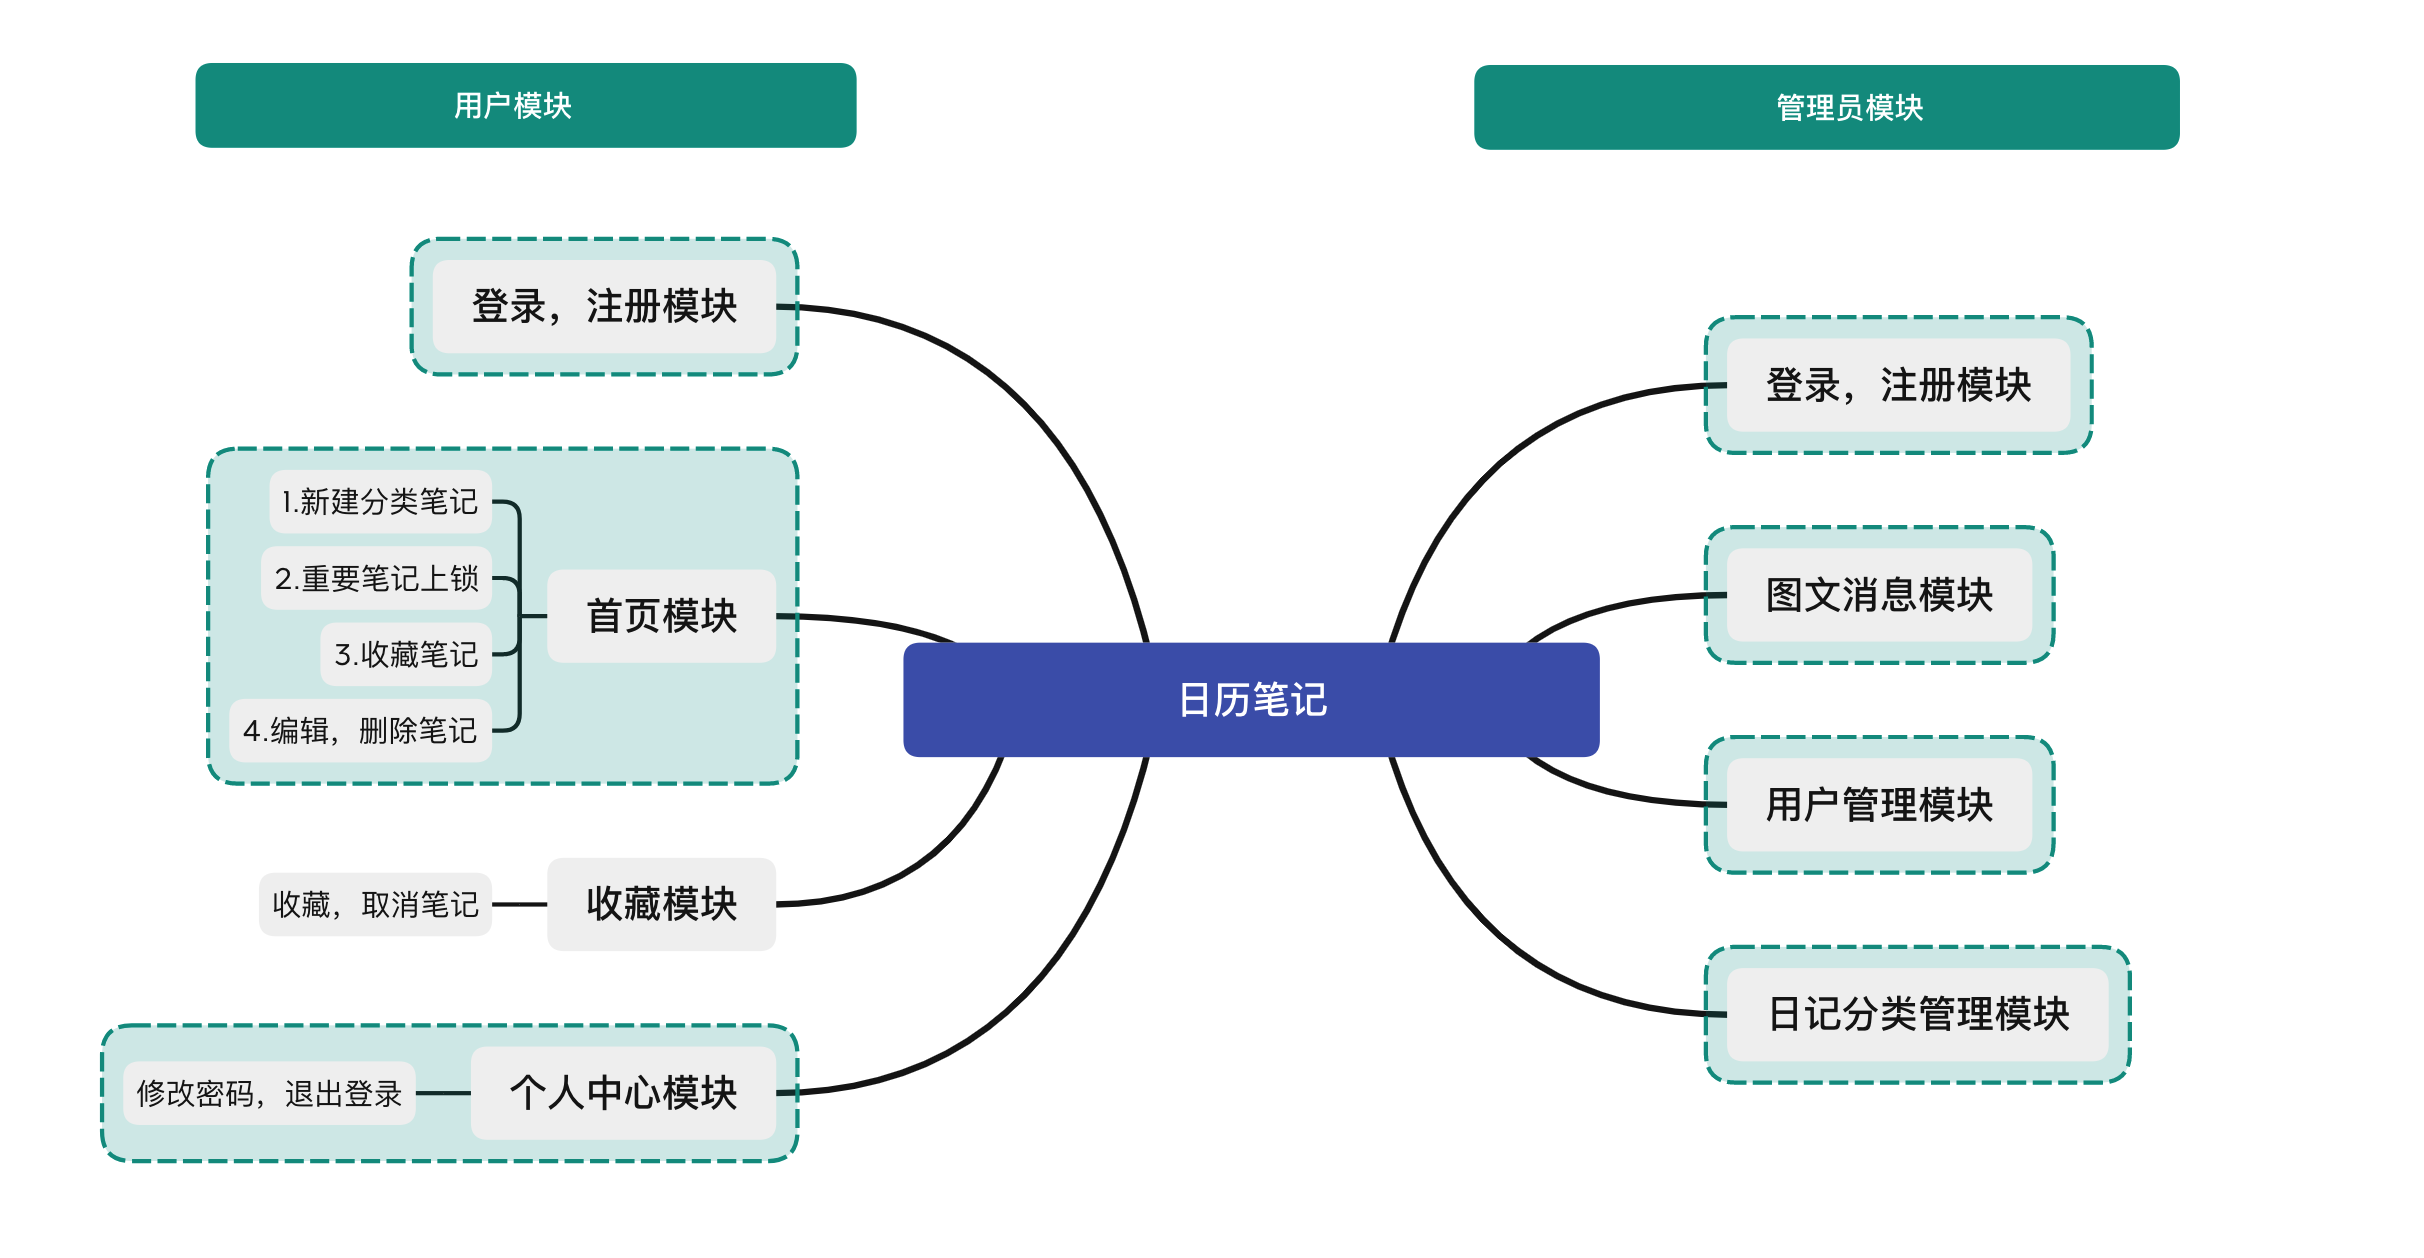 用户模块
管理员模块
登录，注册模块
1.新建分类笔记
2.重要笔记上锁
3.收藏笔记
4.编辑，删除笔记
首页模块
收藏，取消笔记
收藏模块
修改密码，退出登录
个人中心模块
日历笔记
登录，注册模块
图文消息模块
用户管理模块
日记分类管理模块